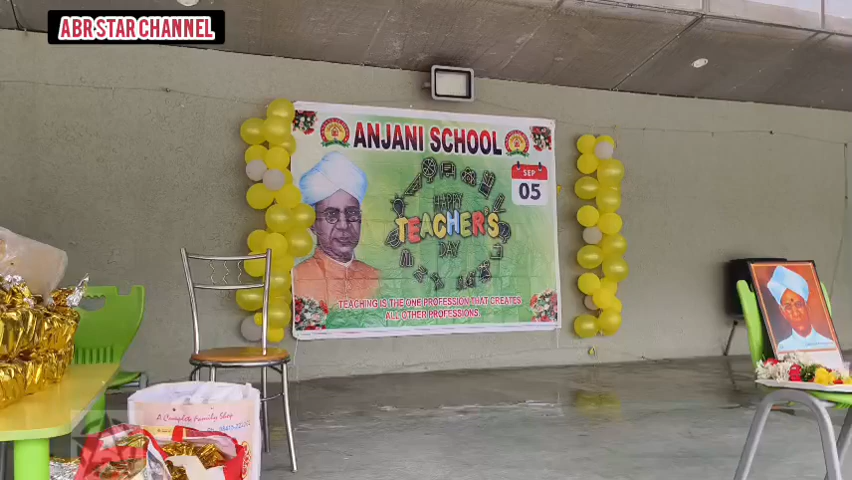 ABR STAR CHANNEL
ANJANI SCHOOL
SEP
05
HAPPY
TEACHER'S
DAY
TEACHING IS THE ONE PROFESSION THAT CREATES
ALL OTHER PROFESSIONS.
A Complete Family Shop